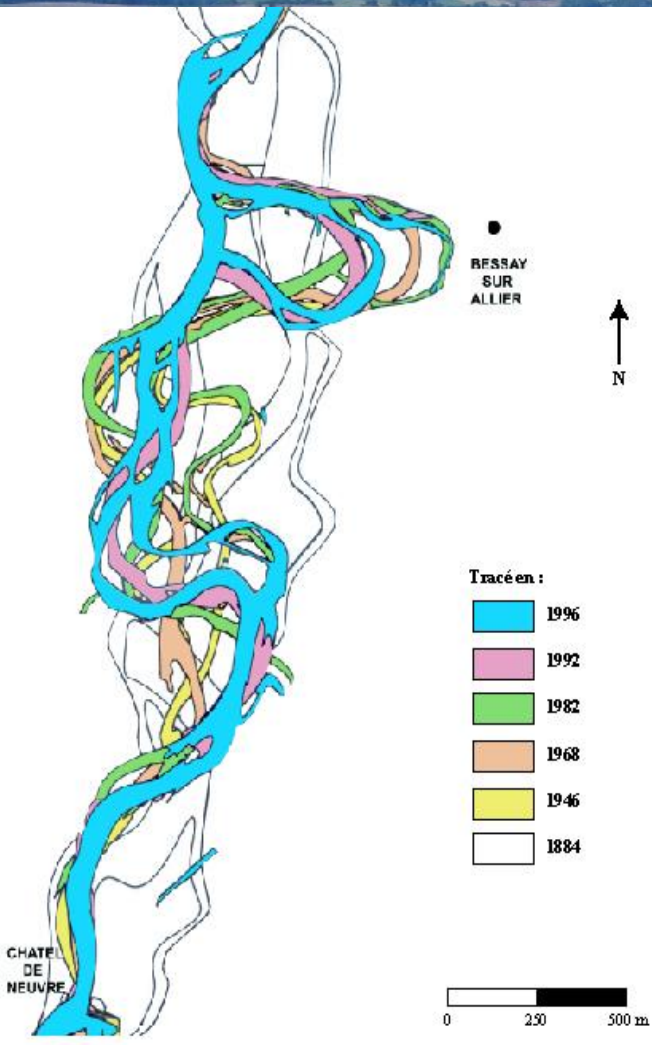 BESSAY
SUR
ALLIER
N
Tracé en :
1996
1992
1982
1968
1946
1884
CHATEL
DE
NEUVRE
0 250 500 m